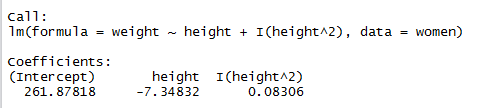 Call:
lm(formula = weight ~ height + I(height^2), data = women)
Coefficients:
(Intercept) height I(height^2)
261.87818 -7.34832 0.08306